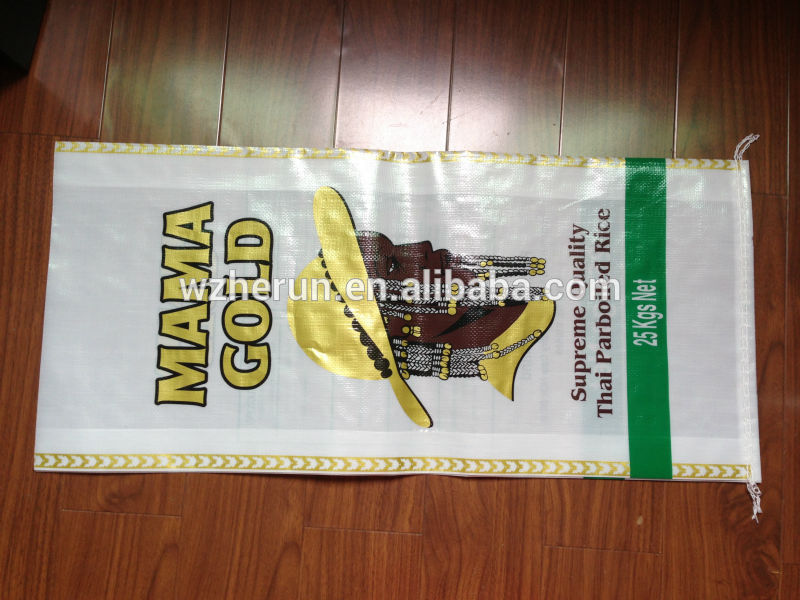 MAMA
GOLD
Supreme Quality
Thai Parboiled Rice
25 Kgs Net
wzherun.en.alibaba.com